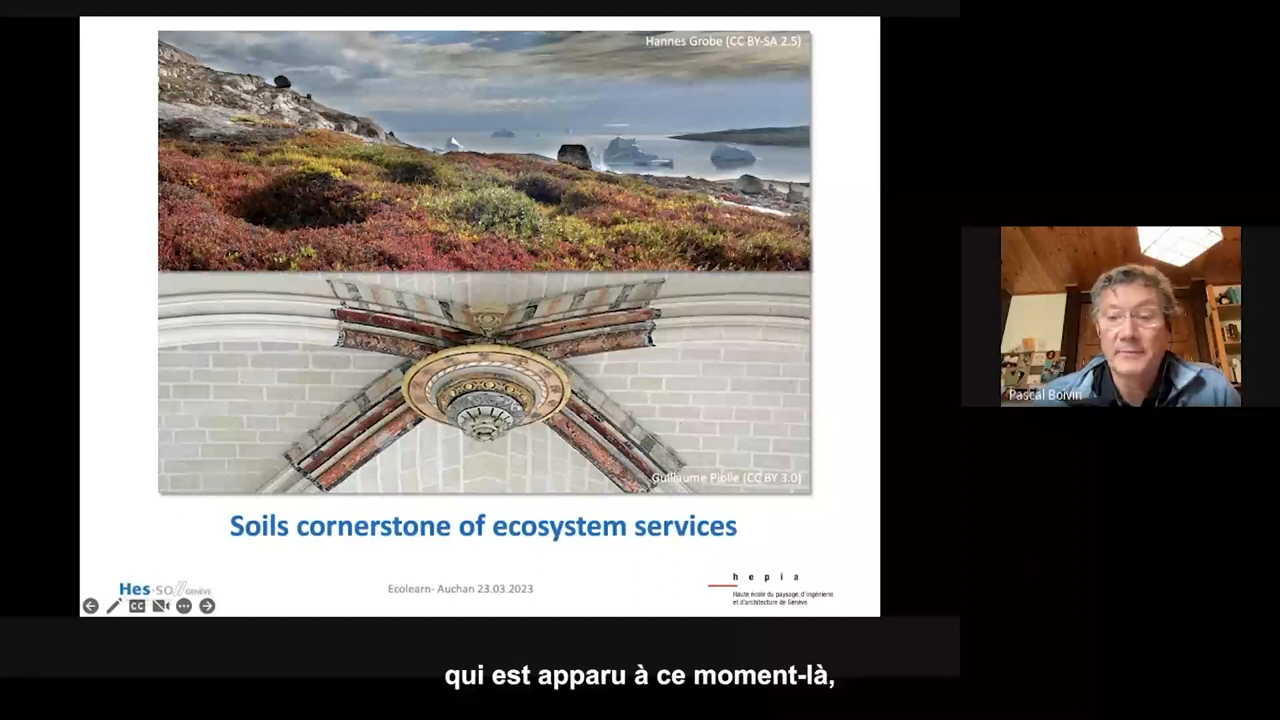 Hannes Grobe (CC BY-SA 2.5)
Guillaume Piolle (CC BY 3.0)
Soils cornerstone of ecosystem services
Hes·so GENÈVE
Ecolearn- Auchan 23.03.2023
hepia
Haute école du paysage, d'ingénierie
et d'architecture de Genève
CC
Pascal Boivin
qui est apparu à ce moment-là,